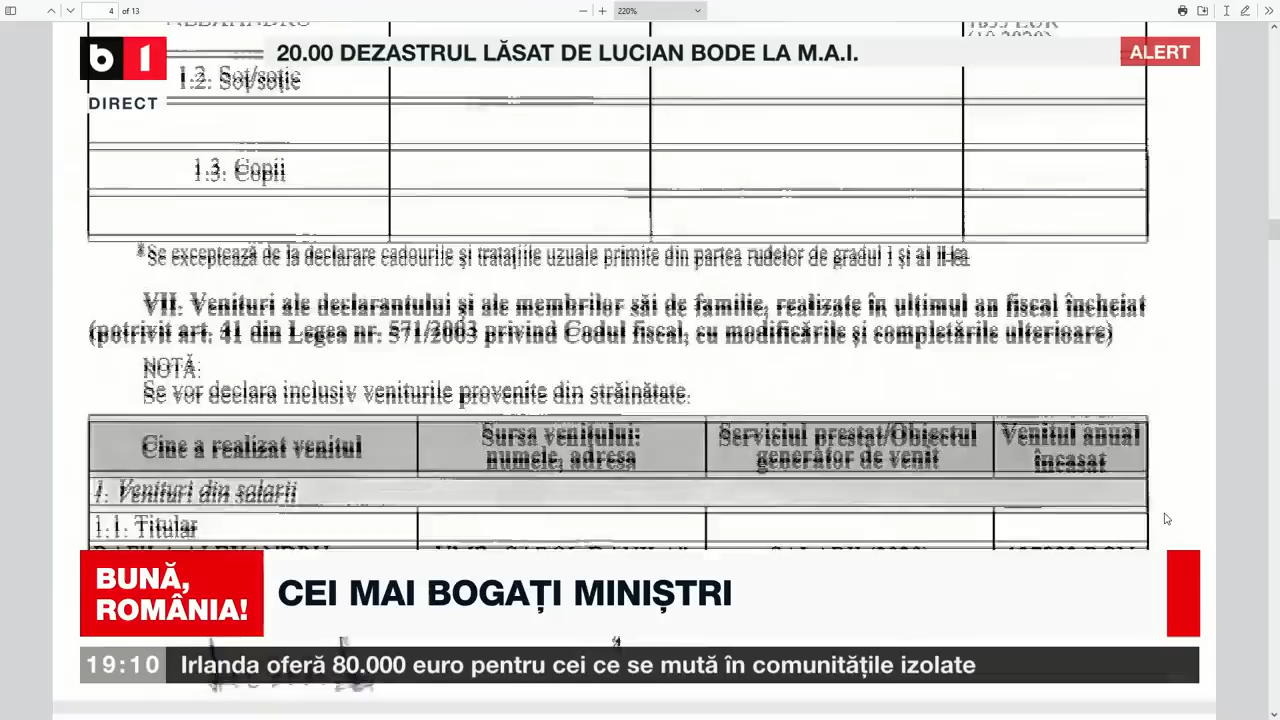 4 of 13
220%
1.2. Soț/soție
b1
20.00 DEZASTRUL LĂSAT DE LUCIAN BODE LA M.A.I.
ALERT
DIRECT
1.3. Copii
*Se exceptează de la declarare cadourile și tratațiile uzuale primite din partea rudelor de gradul I și al II-lea
VII. Venituri ale declarantului și ale membrilor săi de familie, realizate în ultimul an fiscal încheiat
(potrivit art. 41 din Legea nr. 571/2003 privind Codul fiscal, cu modificările și completările ulterioare)
NOTĂ:
Se vor declara inclusiv veniturile provenite din străinătate.
Cine a realizat venitul
Sursa venitului:
numele, adresa
Serviciul prestat/Obiectul
generator de venit
Venitul anual
încasat
1. Venituri din salarii
1.1. Titular
BUNĂ,
ROMÂNIA!
CEI MAI BOGAȚI MINIȘTRI
19:10
Irlanda oferă 80.000 euro pentru cei ce se mută în comunitățile izolate